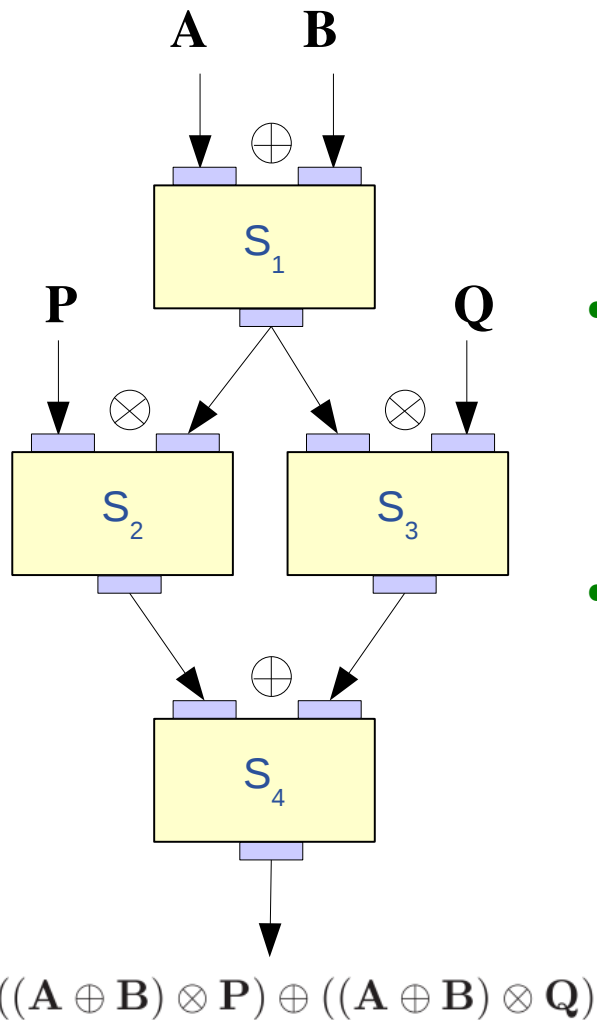 A B
⊕
S1
P Q
⊗ ⊗
S2 S3
⊕
S4
((A ⊕ B) ⊗ P) ⊕ ((A ⊕ B) ⊗ Q)